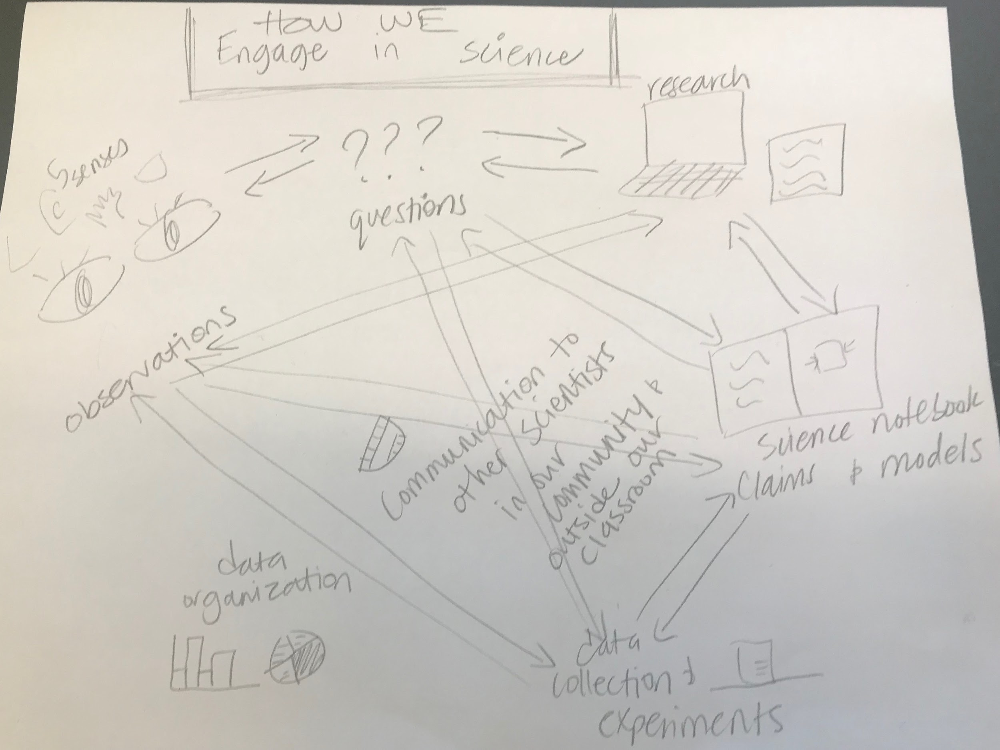 How WE
Engage in science
research
5 senses
???
questions
observations
Communication to
other scientists
in our
community &
outside our
classroom
Science notebook
Claims & models
data
organization
data
collection &
experiments